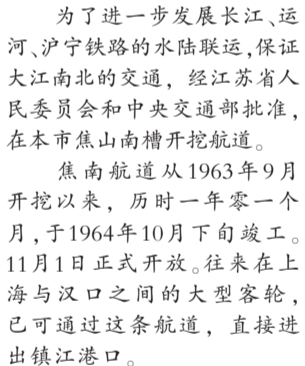 为了进一步发展长江、运
河、沪宁铁路的水陆联运,保证
大江南北的交通，经江苏省人
民委员会和中央交通部批准，
在本市焦山南槽开挖航道。
焦南航道从1963年9月
开挖以来，历时一年零一个
月,于1964年10月下旬竣工。
11月1日正式开放。往来在上
海与汉口之间的大型客轮，
已可通过这条航道，直接进
出镇江港口。